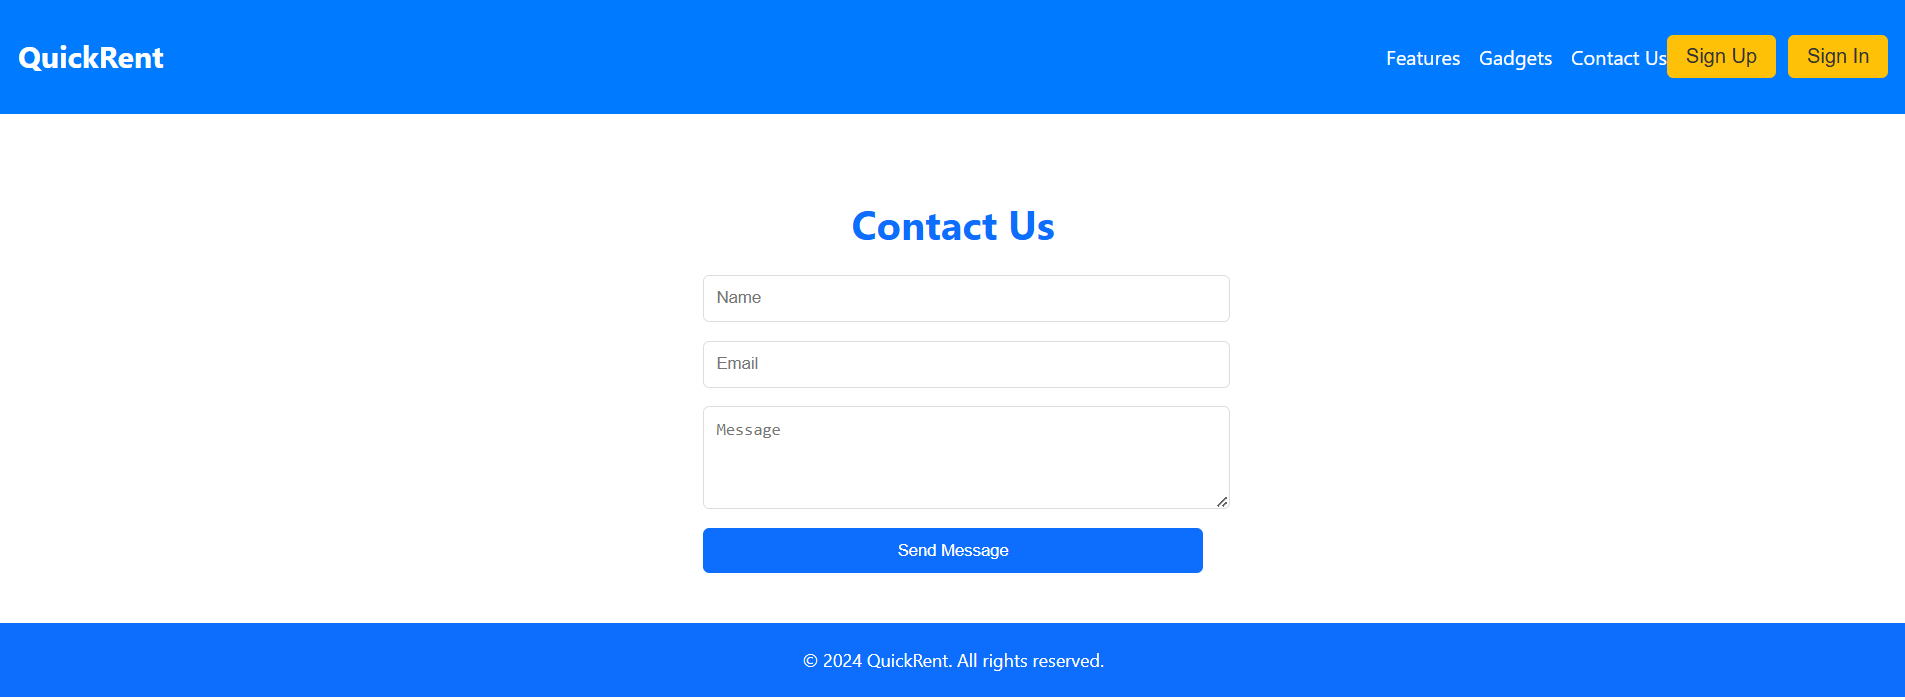 QuickRent
Features Gadgets Contact Us Sign Up Sign In
Contact Us
Name
Email
Message
Send Message
© 2024 QuickRent. All rights reserved.